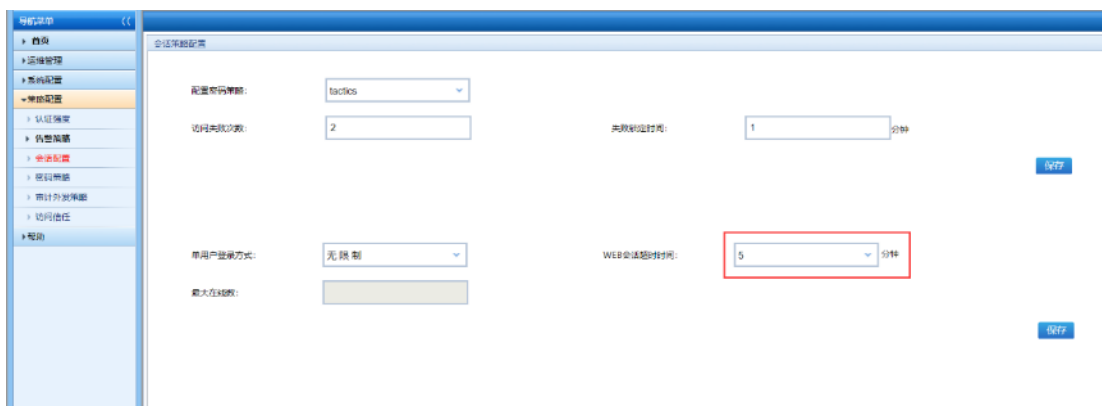 导航菜单 《
首页
运维管理
系统配置
策略配置
认证强度
告警策略
会话配置
密码策略
审计外发策略
访问信任
帮助
会话策略配置
配置密码策略: tactics
访问失败次数: 2 失败锁定时间: 1 分钟
保存
单用户登录方式: 无限制 WEB会话超时时间: 5 分钟
最大在线数:
保存